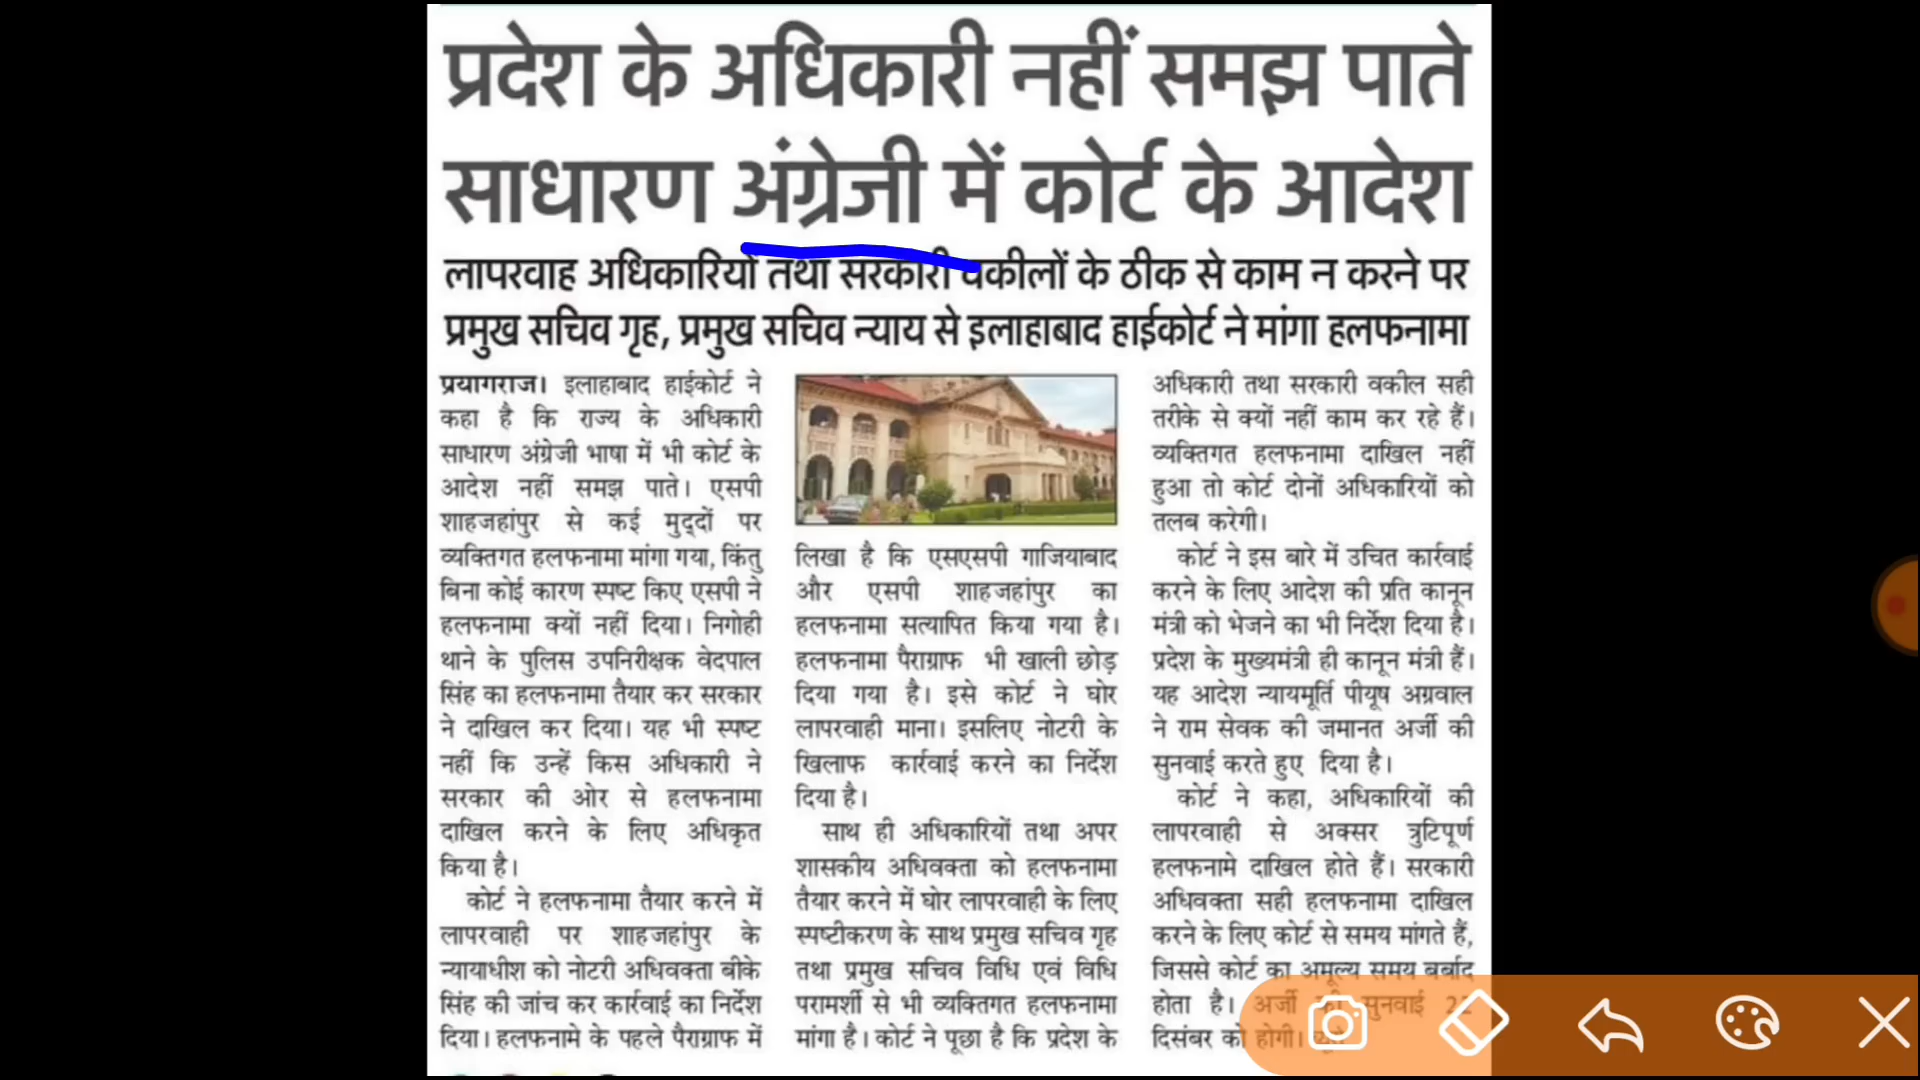 प्रदेश के अधिकारी नहीं समझ पाते
साधारण अंग्रेजी में कोर्ट के आदेश
लापरवाह अधिकारियों तथा सरकारी वकीलों के ठीक से काम न करने पर
प्रमुख सचिव गृह, प्रमुख सचिव न्याय से इलाहाबाद हाईकोर्ट ने मांगा हलफनामा
प्रयागराज। इलाहाबाद हाईकोर्ट ने
कहा है कि राज्य के अधिकारी
साधारण अंग्रेजी भाषा में भी कोर्ट के
आदेश नहीं समझ पाते। एसपी
शाहजहांपुर से कई मुद्दों पर
व्यक्तिगत हलफनामा मांगा गया, किंतु
बिना कोई कारण स्पष्ट किए एसपी ने
हलफनामा क्यों नहीं दिया। निगोही
थाने के पुलिस उपनिरीक्षक वेदपाल
सिंह का हलफनामा तैयार कर सरकार
ने दाखिल कर दिया। यह भी स्पष्ट
नहीं कि उन्हें किस अधिकारी ने
सरकार की ओर से हलफनामा
दाखिल करने के लिए अधिकृत
किया है।
कोर्ट ने हलफनामा तैयार करने में
लापरवाही पर शाहजहांपुर के
न्यायाधीश को नोटरी अधिवक्ता बीके
सिंह की जांच कर कार्रवाई का निर्देश
दिया। हलफनामे के पहले पैराग्राफ में
लिखा है कि एसएसपी गाजियाबाद
और एसपी शाहजहांपुर का
हलफनामा सत्यापित किया गया है।
हलफनामा पैराग्राफ भी खाली छोड़
दिया गया है। इसे कोर्ट ने घोर
लापरवाही माना। इसलिए नोटरी के
खिलाफ कार्रवाई करने का निर्देश
दिया है।
साथ ही अधिकारियों तथा अपर
शासकीय अधिवक्ता को हलफनामा
तैयार करने में घोर लापरवाही के लिए
स्पष्टीकरण के साथ प्रमुख सचिव गृह
तथा प्रमुख सचिव विधि एवं विधि
परामर्शी से भी व्यक्तिगत हलफनामा
मांगा है। कोर्ट ने पूछा है कि प्रदेश के
अधिकारी तथा सरकारी वकील सही
तरीके से क्यों नहीं काम कर रहे हैं।
व्यक्तिगत हलफनामा दाखिल नहीं
हुआ तो कोर्ट दोनों अधिकारियों को
तलब करेगी।
कोर्ट ने इस बारे में उचित कार्रवाई
करने के लिए आदेश की प्रति कानून
मंत्री को भेजने का भी निर्देश दिया है।
प्रदेश के मुख्यमंत्री ही कानून मंत्री हैं।
यह आदेश न्यायमूर्ति पीयूष अग्रवाल
ने राम सेवक की जमानत अर्जी की
सुनवाई करते हुए दिया है।
कोर्ट ने कहा, अधिकारियों की
लापरवाही से अक्सर त्रुटिपूर्ण
हलफनामे दाखिल होते हैं। सरकारी
अधिवक्ता सही हलफनामा दाखिल
करने के लिए कोर्ट से समय मांगते हैं,
जिससे कोर्ट का अमूल्य समय बर्बाद
होता है। अर्जी की सुनवाई
दिसंबर को होगी।